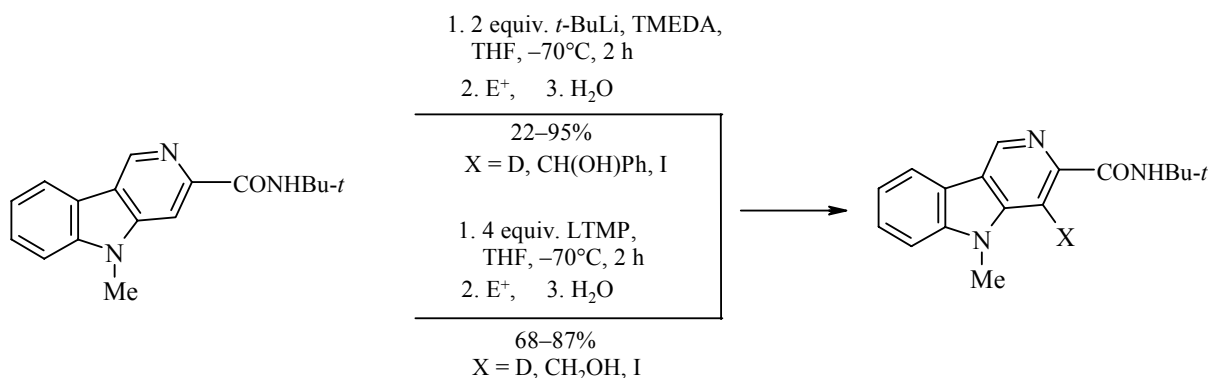 1. 2 equiv. t-BuLi, TMEDA,
THF, –70°C, 2 h
2. E⁺, 3. H₂O
22–95%
X = D, CH(OH)Ph, I
1. 4 equiv. LTMP,
THF, –70°C, 2 h
2. E⁺, 3. H₂O
68–87%
X = D, CH₂OH, I
N
CONHBu-t
N
Me
N
CONHBu-t
X
N
Me